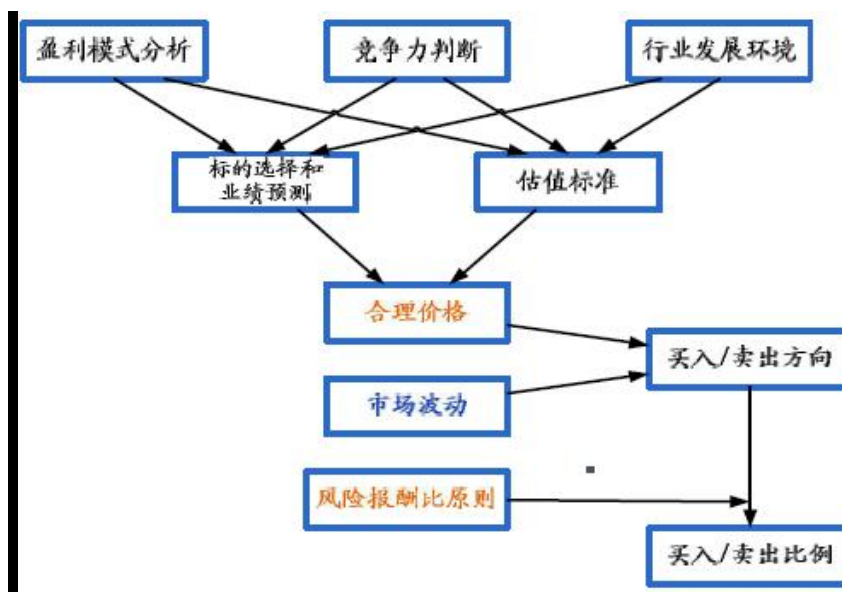 盈利模式分析
竞争力判断
行业发展环境
标的选择和
业绩预测
估值标准
合理价格
买入/卖出方向
市场波动
风险报酬比原则
买入/卖出比例